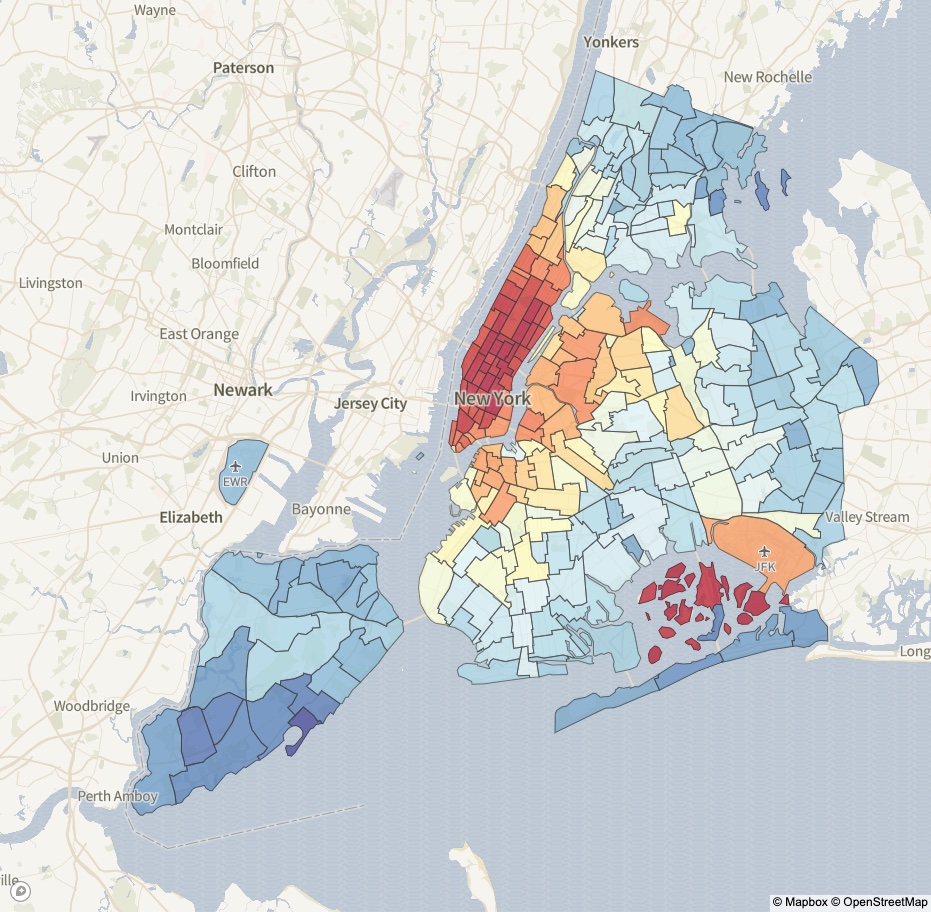 Wayne
Yonkers
Paterson
New Rochelle
Clifton
Montclair
Bloomfield
Livingston
East Orange
Newark
Irvington
Jersey City
New York
Union
EWR
Elizabeth
Bayonne
Valley Stream
JFK
Long
Woodbridge
Perth Amboy
ille
© Mapbox © OpenStreetMap